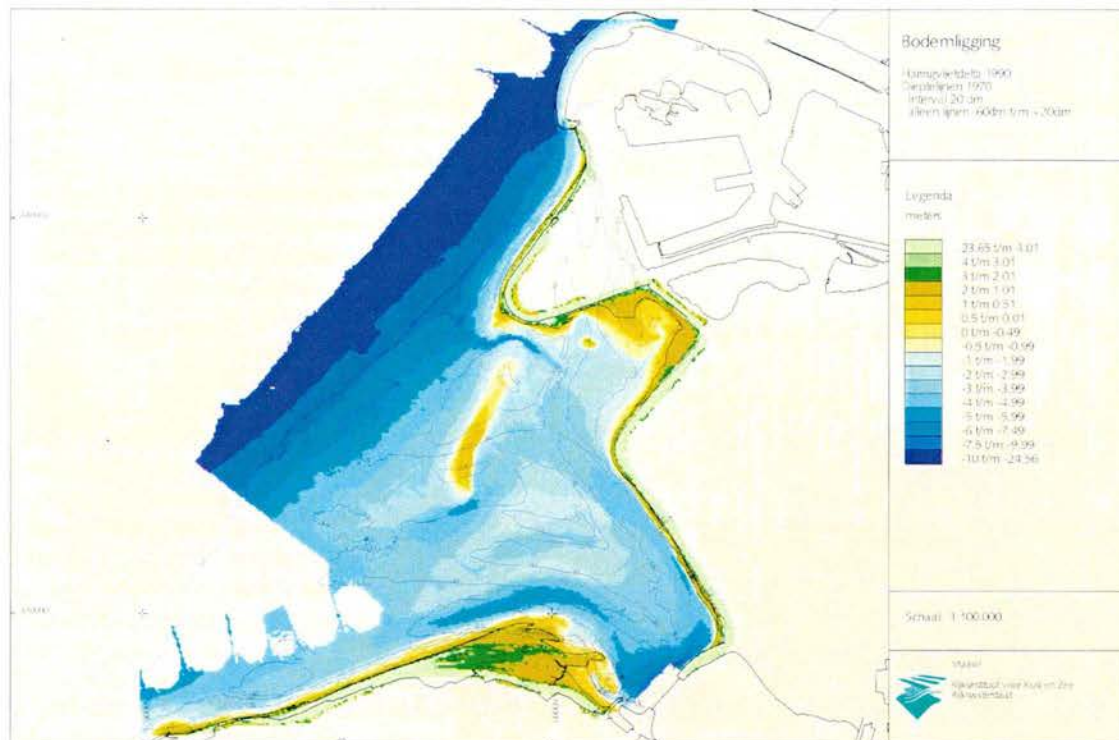 Bodemligging
1990
Dieptelijnen 1970
Interval 20 dm
Legenda
meters
23.65 t/m 4.01
4 t/m 3.01
3 t/m 2.01
2 t/m 1.01
1 t/m 0.51
0.5 t/m 0.01
0 t/m -0.49
-0.5 t/m -0.99
-1 t/m -1.99
-2 t/m -2.99
-3 t/m -3.99
-4 t/m -4.99
-5 t/m -5.99
-6 t/m -7.49
-7.5 t/m -9.99
-10 t/m -24.56
Schaal 1:100.000
Rijksinstituut voor Kust en Zee
Rijkswaterstaat